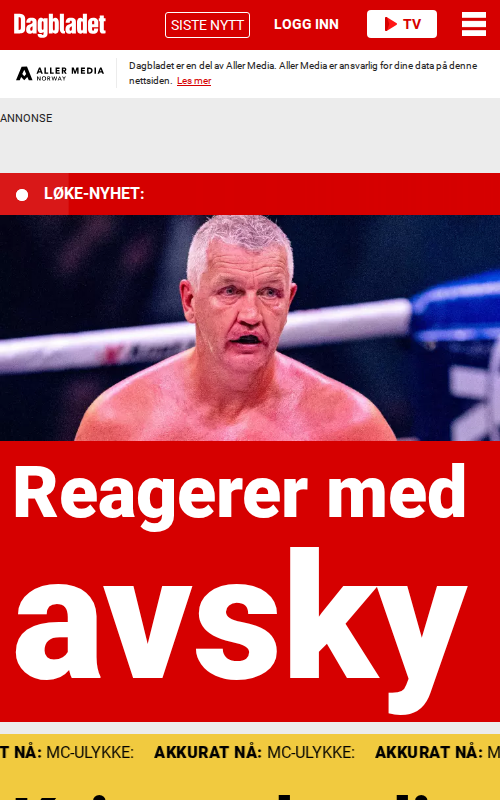 Dagbladet
SISTE NYTT
LOGG INN
TV
ALLER MEDIA
NORWAY
Dagbladet er en del av Aller Media. Aller Media er ansvarlig for dine data på denne
nettsiden. Les mer
ANNONSE
LØKE-NYHET:
Reagerer med
avsky
T NÅ: MC-ULYKKE: AKKURAT NÅ: MC-ULYKKE: AKKURAT NÅ: M